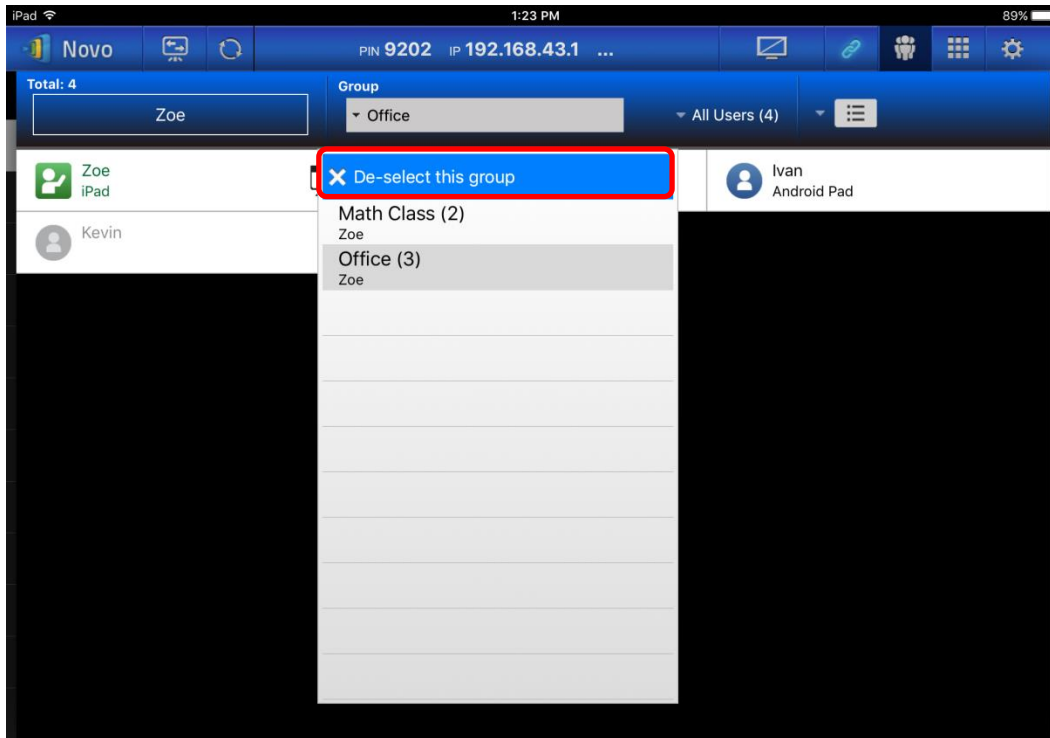 iPad 1:23 PM 89%
Novo PIN 9202 IP 192.168.43.1 ...
Total: 4 Group
Zoe Office All Users (4)
Zoe
iPad
De-select this group
Ivan
Android Pad
Kevin
Math Class (2)
Zoe
Office (3)
Zoe